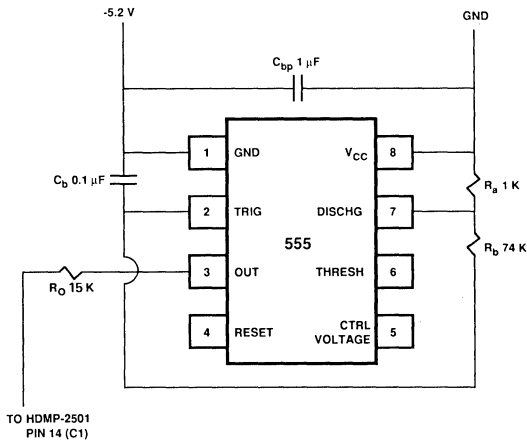 -5.2 V
GND
Cbp 1 µF
1 GND
VCC 8
Cb 0.1 µF
Ra 1 K
2 TRIG
DISCHG 7
555
Rb 74 K
3 OUT
THRESH 6
RO 15 K
4 RESET
CTRL
VOLTAGE 5
TO HDMP-2501
PIN 14 (C1)